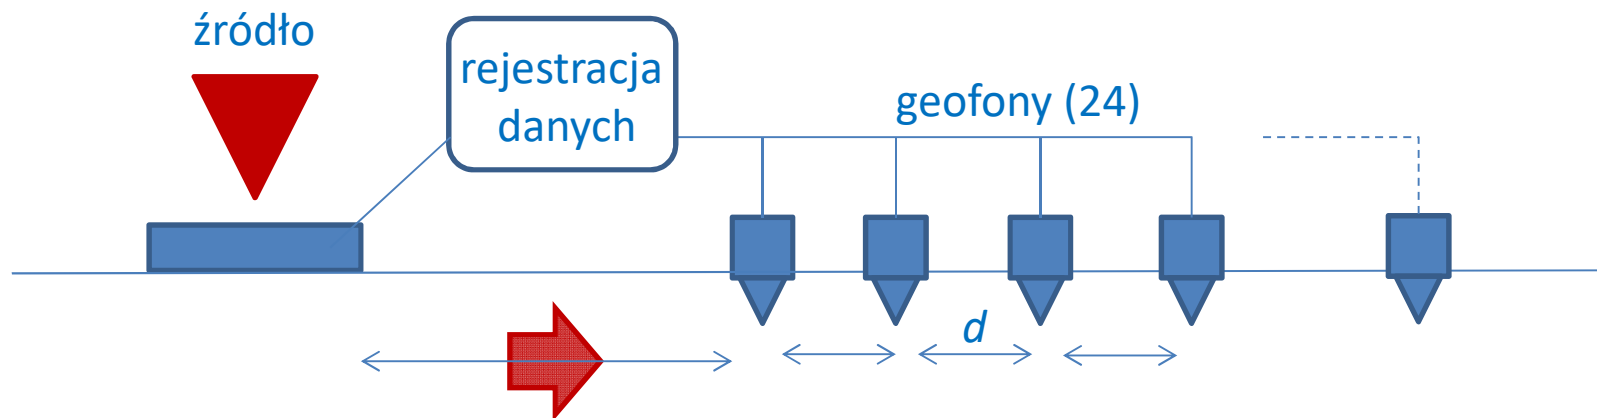 źródło
rejestracja
danych
geofony (24)
d